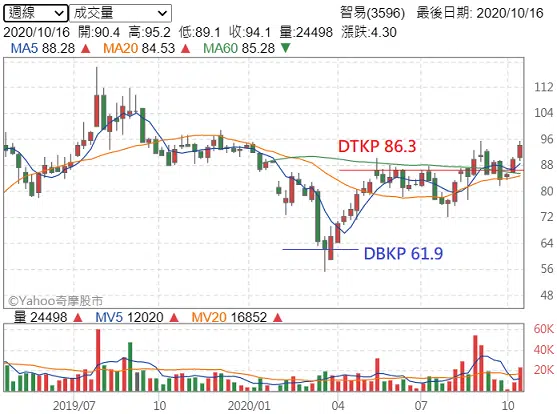 週線 成交量 智易(3596) 最後日期: 2020/10/16
2020/10/16 開:90.4 高:95.2 低:89.1 收:94.1 量:24498 漲跌:4.30
MA5 88.28 ▲ MA20 84.53 ▲ MA60 85.28 ▼
112
104
96
DTKP 86.3
88
80
72
64
DBKP 61.9
56
©Yahoo奇摩股市
量 24498 ▲ MV5 12020 ▲ MV20 16852 ▲
60K
40K
20K
2019/07 10 2020/01 04 07 10